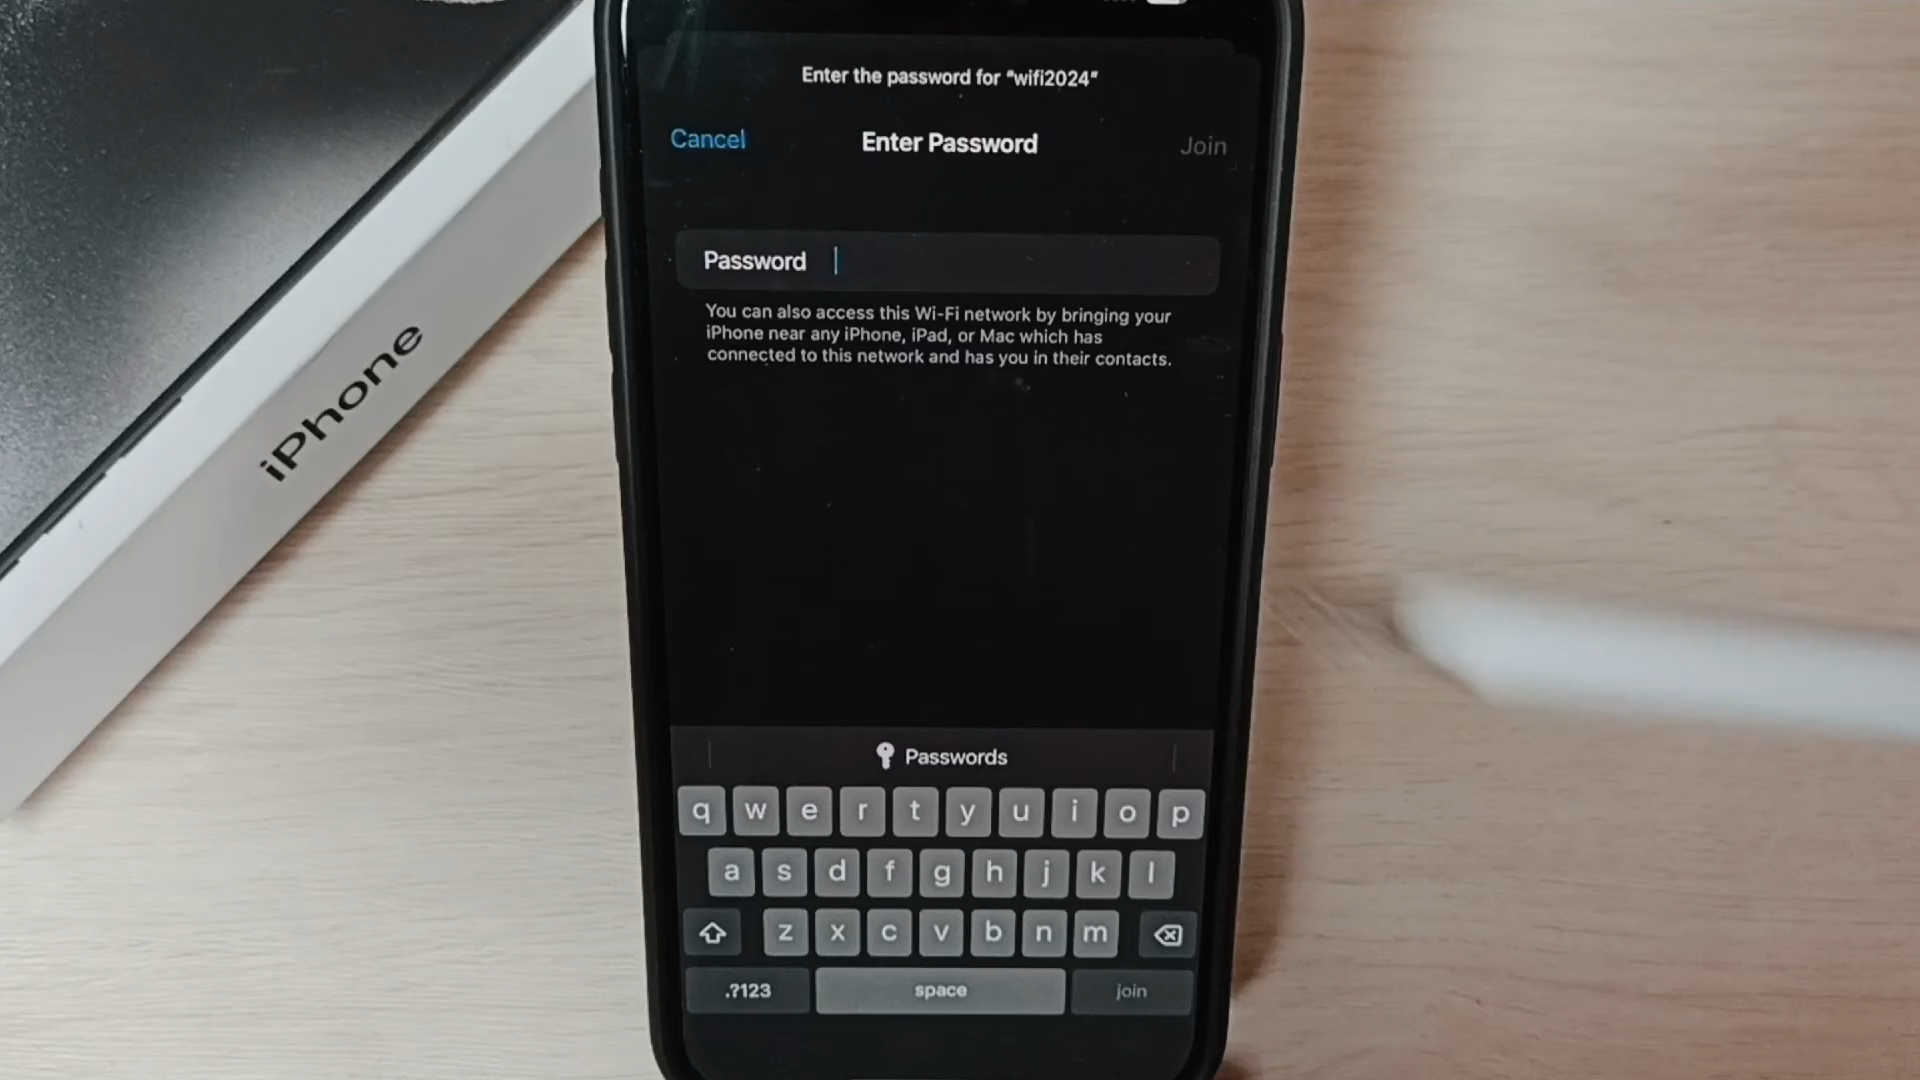 Enter the password for "wifi2024"
Cancel Enter Password Join
Password
You can also access this Wi-Fi network by bringing your
iPhone near any iPhone, iPad, or Mac which has
connected to this network and has you in their contacts.
iPhone
Passwords
q w e r t y u i o p
a s d f g h j k l
z x c v b n m
.?123 space join